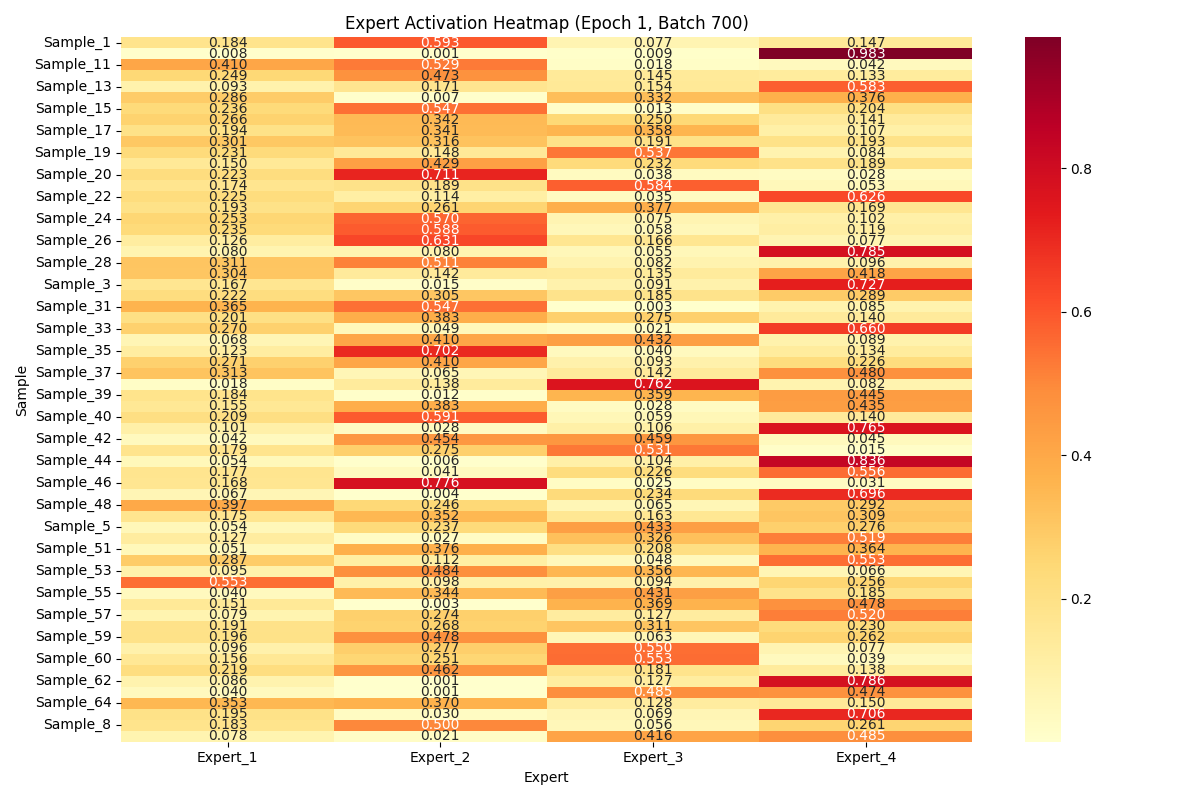 Expert Activation Heatmap (Epoch 1, Batch 700)
Sample_1 0.184 0.593 0.077 0.147
0.008 0.001 0.009 0.983
Sample_11 0.410 0.529 0.018 0.042
0.249 0.473 0.145 0.133
Sample_13 0.093 0.171 0.154 0.583
0.286 0.007 0.332 0.376
Sample_15 0.236 0.547 0.013 0.204
0.266 0.342 0.250 0.141
Sample_17 0.194 0.341 0.358 0.107
0.301 0.316 0.191 0.193
Sample_19 0.231 0.148 0.537 0.084
0.150 0.429 0.232 0.189
Sample_20 0.223 0.711 0.038 0.028
0.174 0.189 0.584 0.053
Sample_22 0.225 0.114 0.035 0.626
0.193 0.261 0.377 0.169
Sample_24 0.253 0.570 0.075 0.102
0.235 0.588 0.058 0.119
Sample_26 0.126 0.631 0.166 0.077
0.080 0.080 0.055 0.785
Sample_28 0.311 0.511 0.082 0.096
0.304 0.142 0.135 0.418
Sample_3 0.167 0.015 0.091 0.727
0.222 0.305 0.185 0.289
Sample_31 0.365 0.547 0.003 0.085
0.201 0.383 0.275 0.140
Sample_33 0.270 0.049 0.021 0.660
0.068 0.410 0.432 0.089
Sample_35 0.123 0.702 0.040 0.134
0.271 0.410 0.093 0.226
Sample_37 0.313 0.065 0.142 0.480
0.018 0.138 0.762 0.082
Sample_39 0.184 0.012 0.359 0.445
0.155 0.383 0.028 0.435
Sample_40 0.209 0.591 0.059 0.140
0.101 0.028 0.106 0.765
Sample_42 0.042 0.454 0.459 0.045
0.179 0.275 0.531 0.015
Sample_44 0.054 0.006 0.104 0.836
0.177 0.041 0.226 0.556
Sample_46 0.168 0.776 0.025 0.031
0.067 0.004 0.234 0.696
Sample_48 0.397 0.246 0.065 0.292
0.175 0.352 0.163 0.309
Sample_5 0.054 0.237 0.433 0.276
0.127 0.027 0.326 0.519
Sample_51 0.051 0.376 0.208 0.364
0.287 0.112 0.048 0.553
Sample_53 0.095 0.484 0.356 0.066
0.553 0.098 0.094 0.256
Sample_55 0.040 0.344 0.431 0.185
0.151 0.003 0.369 0.478
Sample_57 0.079 0.274 0.127 0.520
0.191 0.268 0.311 0.230
Sample_59 0.196 0.478 0.063 0.262
0.096 0.277 0.550 0.077
Sample_60 0.156 0.251 0.553 0.039
0.219 0.462 0.181 0.138
Sample_62 0.086 0.001 0.127 0.786
0.040 0.001 0.485 0.474
Sample_64 0.353 0.370 0.128 0.150
0.195 0.030 0.069 0.706
Sample_8 0.183 0.500 0.056 0.261
0.078 0.021 0.416 0.485
Expert_1 Expert_2 Expert_3 Expert_4
Expert
Sample
0.8
0.6
0.4
0.2